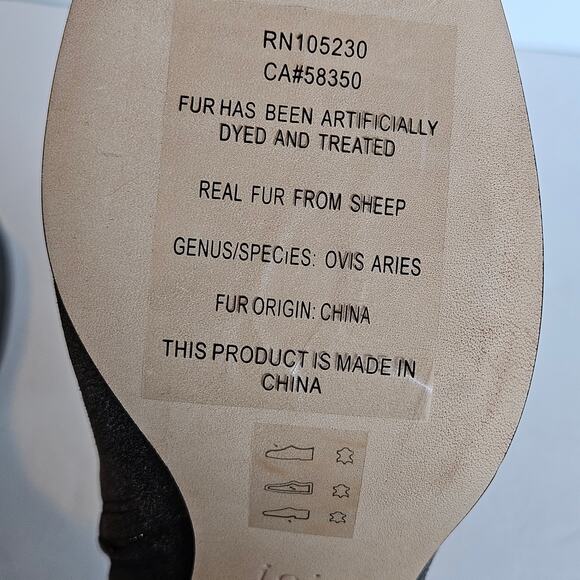 RN105230
CA#58350
FUR HAS BEEN ARTIFICIALLY
DYED AND TREATED
REAL FUR FROM SHEEP
GENUS/SPECIES: OVIS ARIES
FUR ORIGIN: CHINA
THIS PRODUCT IS MADE IN
CHINA